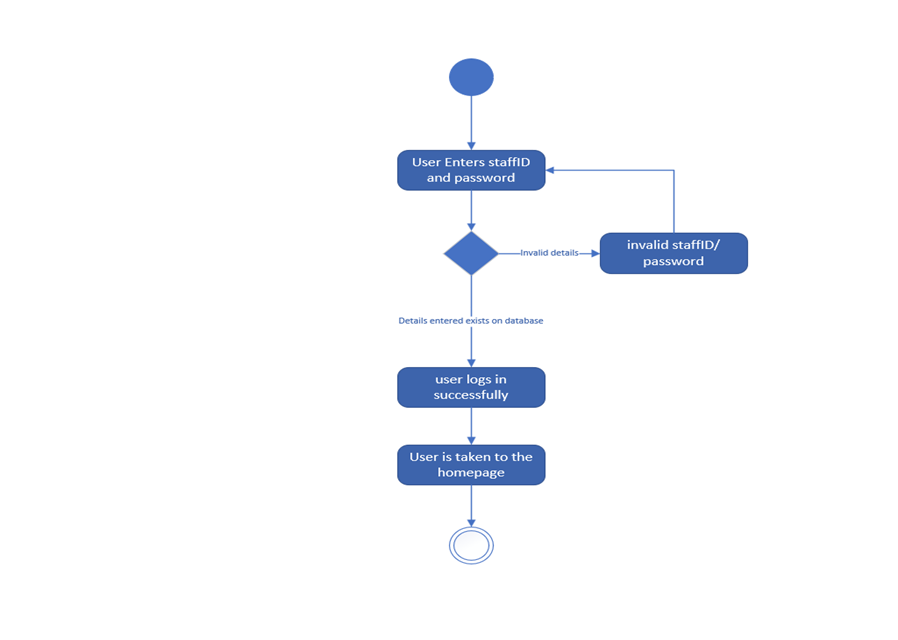 User Enters staffID
and password
Invalid details
invalid staffID/
password
Details entered exists on database
user logs in
successfully
User is taken to the
homepage